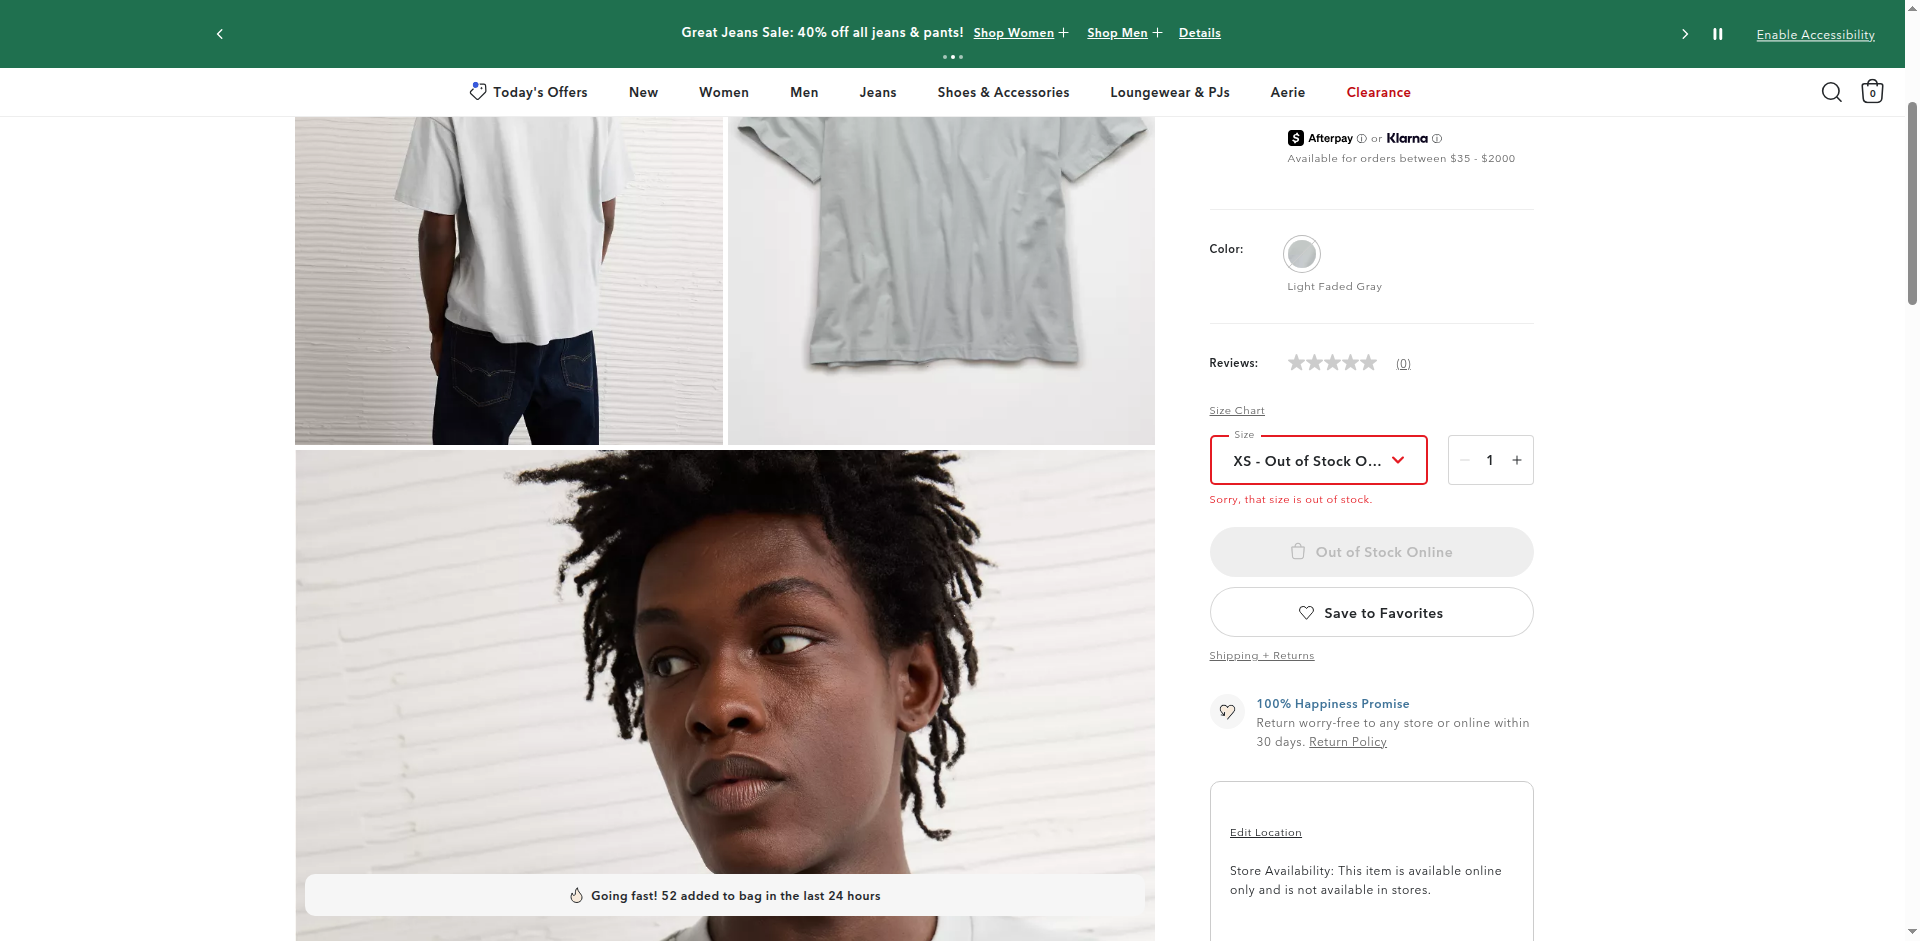 Great Jeans Sale: 40% off all jeans & pants! Shop Women + Shop Men + Details
Enable Accessibility
Today's Offers
New
Women
Men
Jeans
Shoes & Accessories
Loungewear & PJs
Aerie
Clearance
0
Afterpay or Klarna
Available for orders between $35 - $2000
Color:
Light Faded Gray
Reviews:
(0)
Size Chart
Size
XS - Out of Stock O...
1
Sorry, that size is out of stock.
Out of Stock Online
Save to Favorites
Shipping + Returns
100% Happiness Promise
Return worry-free to any store or online within
30 days. Return Policy
Edit Location
Store Availability: This item is available online
only and is not available in stores.
Going fast! 52 added to bag in the last 24 hours